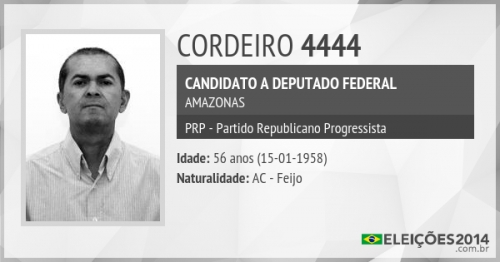 CORDEIRO 4444
CANDIDATO A DEPUTADO FEDERAL
AMAZONAS
PRP - Partido Republicano Progressista
Idade: 56 anos (15-01-1958)
Naturalidade: AC - Feijo
ELEIÇÕES2014
.com.br